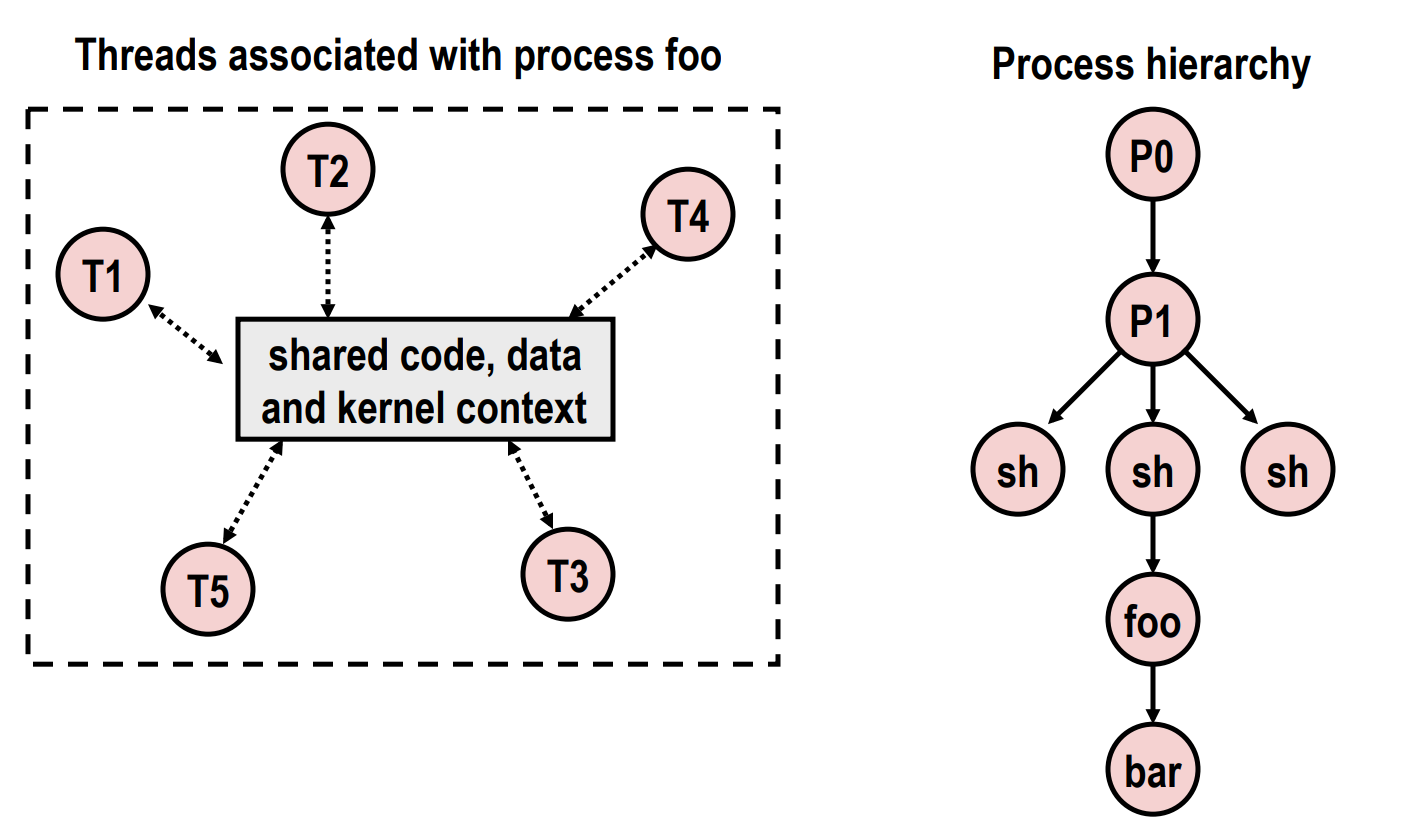 Threads associated with process foo
T2
T4
T1
shared code, data
and kernel context
T5
T3
Process hierarchy
P0
P1
sh
sh
sh
foo
bar